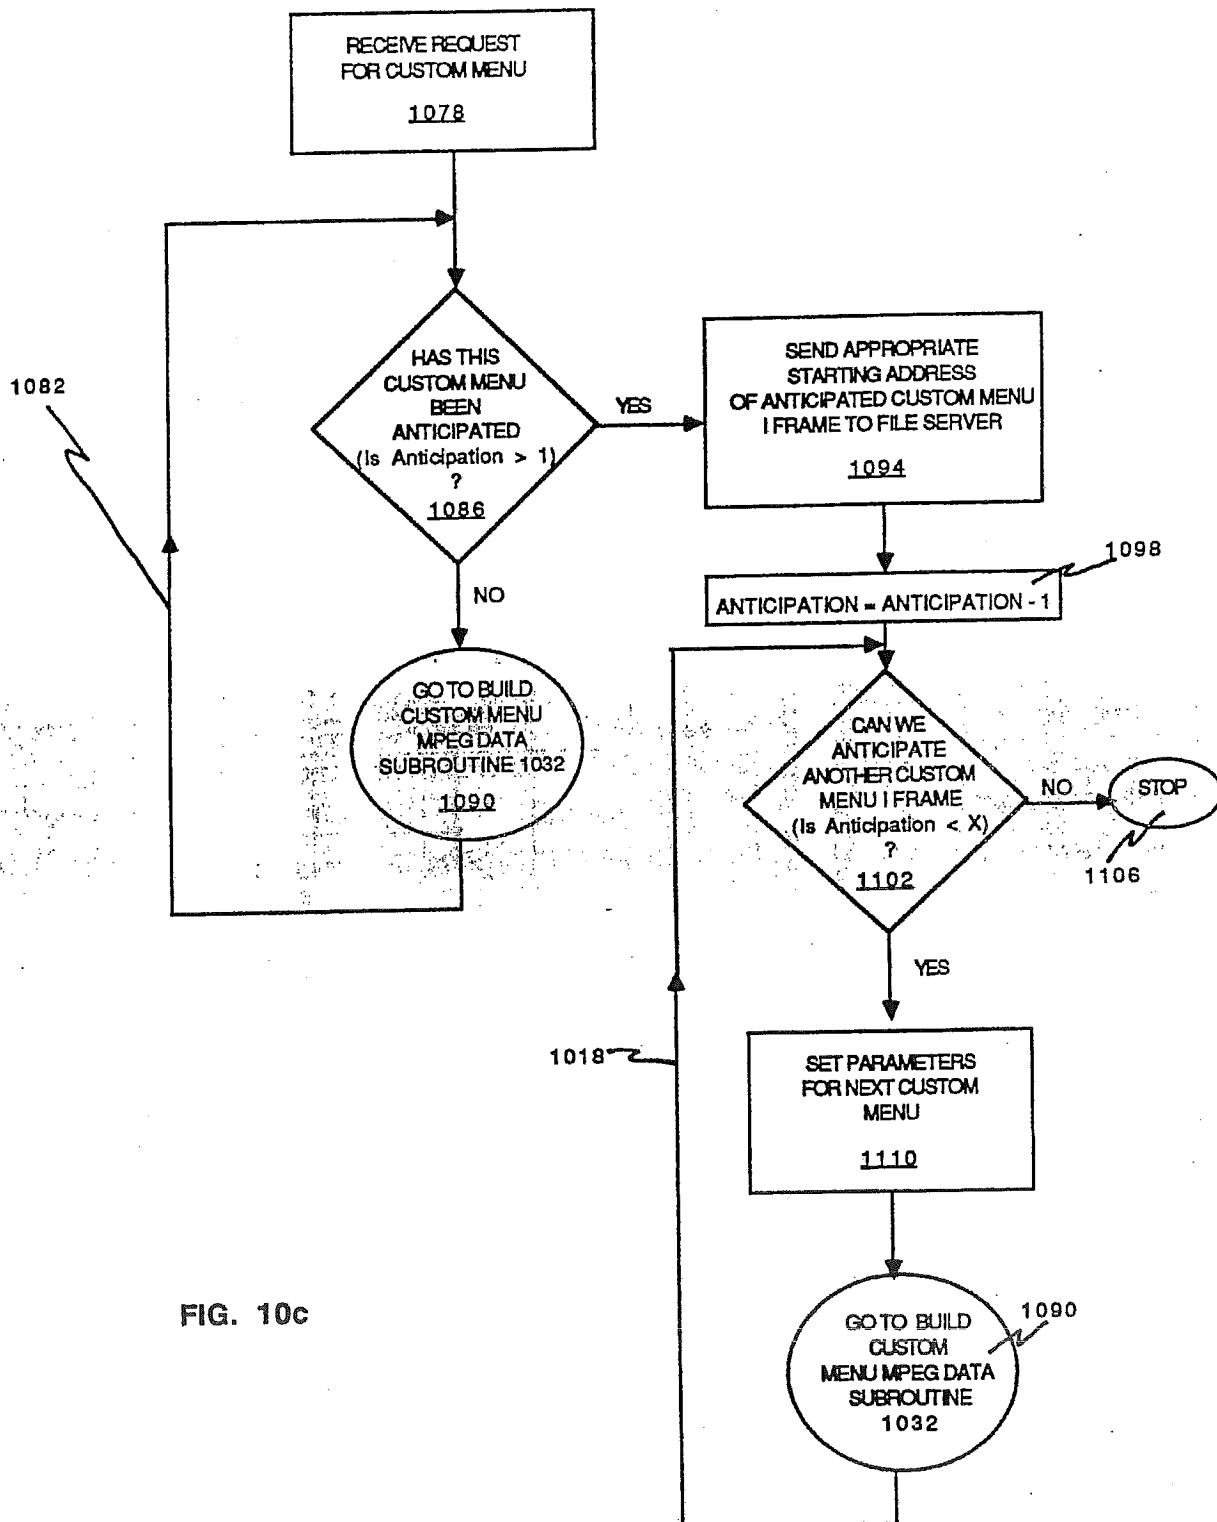 RECEIVE REQUEST
FOR CUSTOM MENU
1078
1082
HAS THIS
CUSTOM MENU
BEEN
ANTICIPATED
(Is Anticipation > 1)
?
1086
YES
SEND APPROPRIATE
STARTING ADDRESS
OF ANTICIPATED CUSTOM MENU
I FRAME TO FILE SERVER
1094
1098
NO
ANTICIPATION = ANTICIPATION - 1
GO TO BUILD
CUSTOM MENU
MPEG DATA
SUBROUTINE 1032
1090
CAN WE
ANTICIPATE
ANOTHER CUSTOM
MENU I FRAME
(Is Anticipation < X)
?
1102
NO
STOP
1106
YES
1018
SET PARAMETERS
FOR NEXT CUSTOM
MENU
1110
GO TO BUILD
CUSTOM
MENU MPEG DATA
SUBROUTINE
1032
1090
FIG. 10c